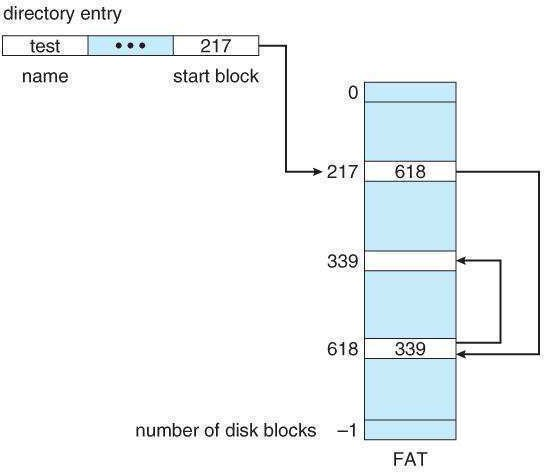 directory entry
test ••• 217
name start block
0
217 618
339
618 339
number of disk blocks –1
FAT